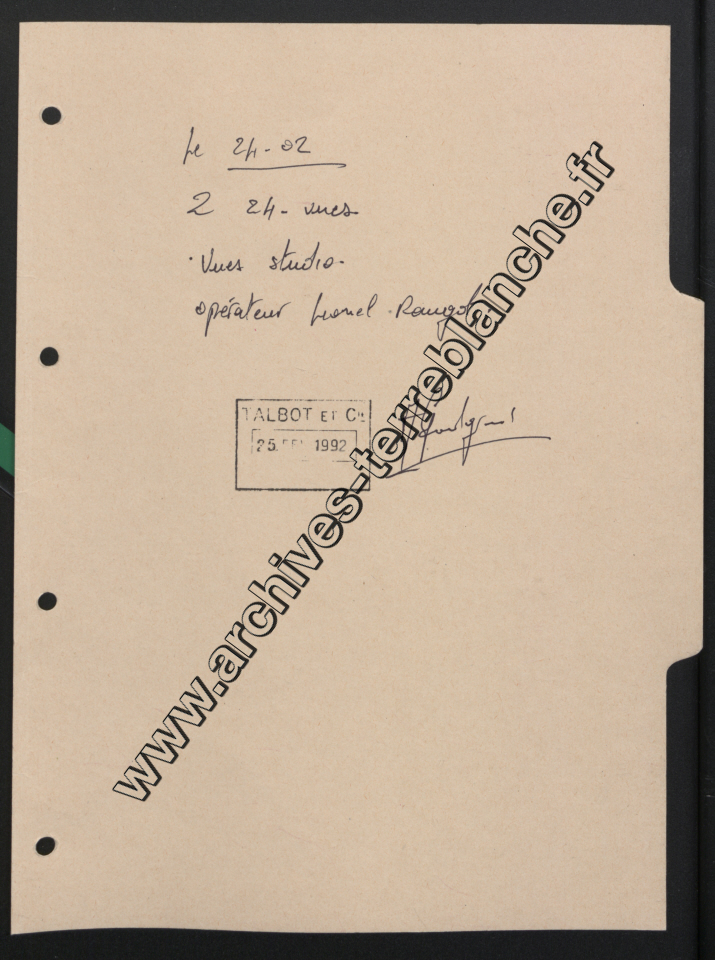 Le 24-02
2 24-vues
Vues studio-
opérateur Lionel
TALBOT ET Cie
25. FEV 1992
www.archives-terreblanche.fr